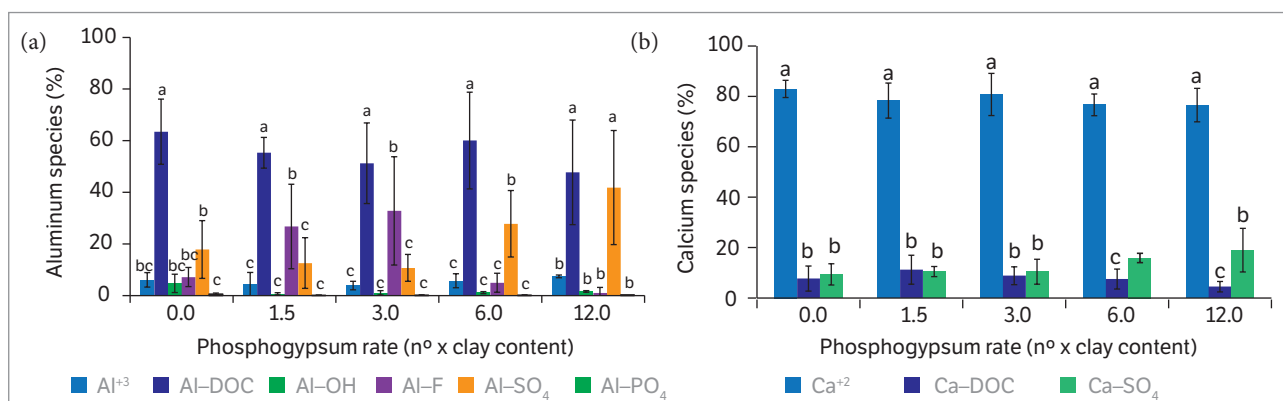 (a)
100
80
60
40
20
0
Aluminum species (%)
bc a bc bc b c
c a c b c c
c a c b c c
c a c c b c
b a b b a b
0.0 1.5 3.0 6.0 12.0
Phosphogypsum rate (nº x clay content)
Al+3 Al–DOC Al–OH Al–F Al–SO4 Al–PO4
(b)
100
80
60
40
20
0
Calcium species (%)
a b b
a b b
a b b
a c b
a c b
0.0 1.5 3.0 6.0 12.0
Phosphogypsum rate (nº x clay content)
Ca+2 Ca–DOC Ca–SO4